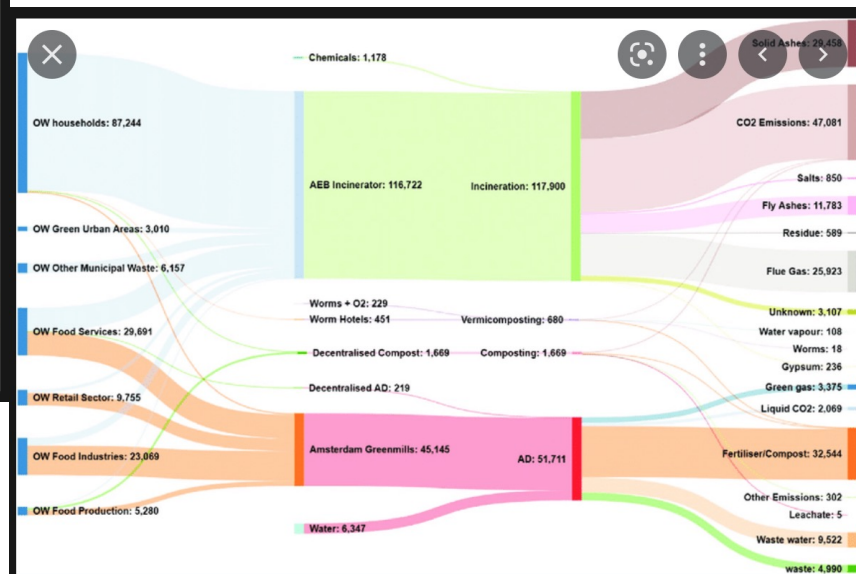 Solid Ashes: 29,458
Chemicals: 1,178
OW households: 87,244
CO2 Emissions: 47,081
AEB Incinerator: 116,722
Incineration: 117,900
Salts: 850
Fly Ashes: 11,783
OW Green Urban Areas: 3,010
Residue: 589
OW Other Municipal Waste: 6,157
Flue Gas: 25,923
Worms + O2: 229
Unknown: 3,107
Worm Hotels: 451
Vermicomposting: 680
OW Food Services: 29,691
Water vapour: 108
Worms: 18
Decentralised Compost: 1,669
Composting: 1,669
Gypsum: 236
Decentralised AD: 219
Green gas: 3,375
OW Retail Sector: 9,755
Liquid CO2: 2,069
Amsterdam Greenmills: 45,145
Fertiliser/Compost: 32,544
OW Food Industries: 23,069
AD: 51,711
Other Emissions: 302
OW Food Production: 5,280
Leachate: 5
Water: 6,347
Waste water: 9,522
waste: 4,990